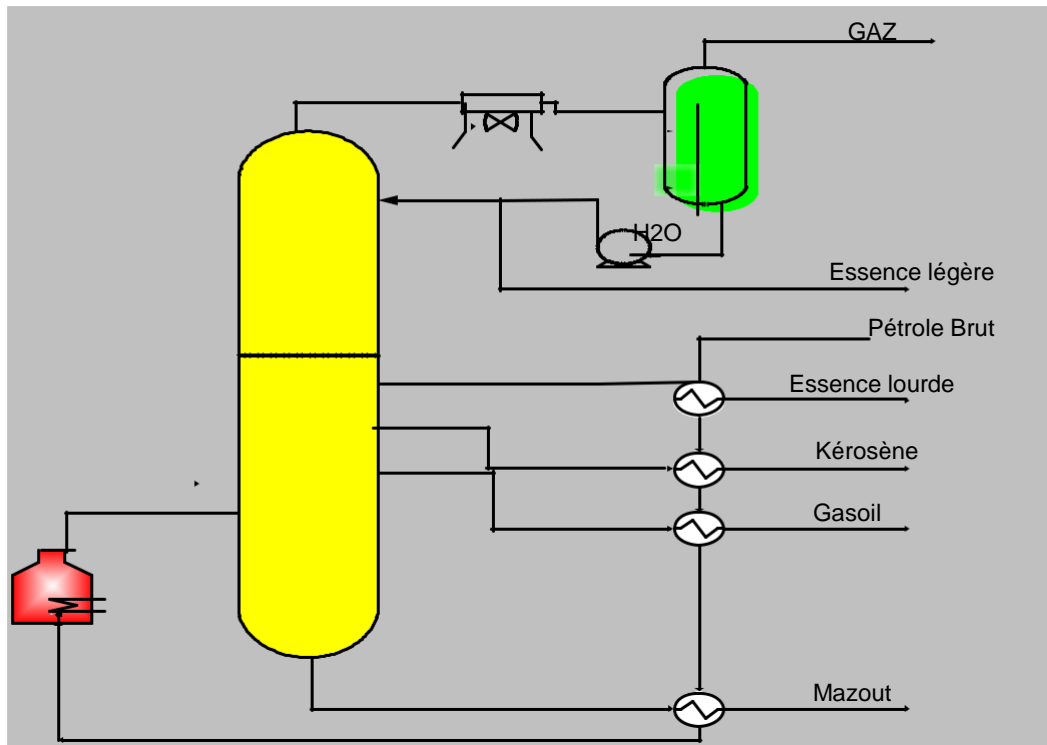 GAZ
H2O
Essence légère
Pétrole Brut
Essence lourde
Kérosène
Gasoil
Mazout